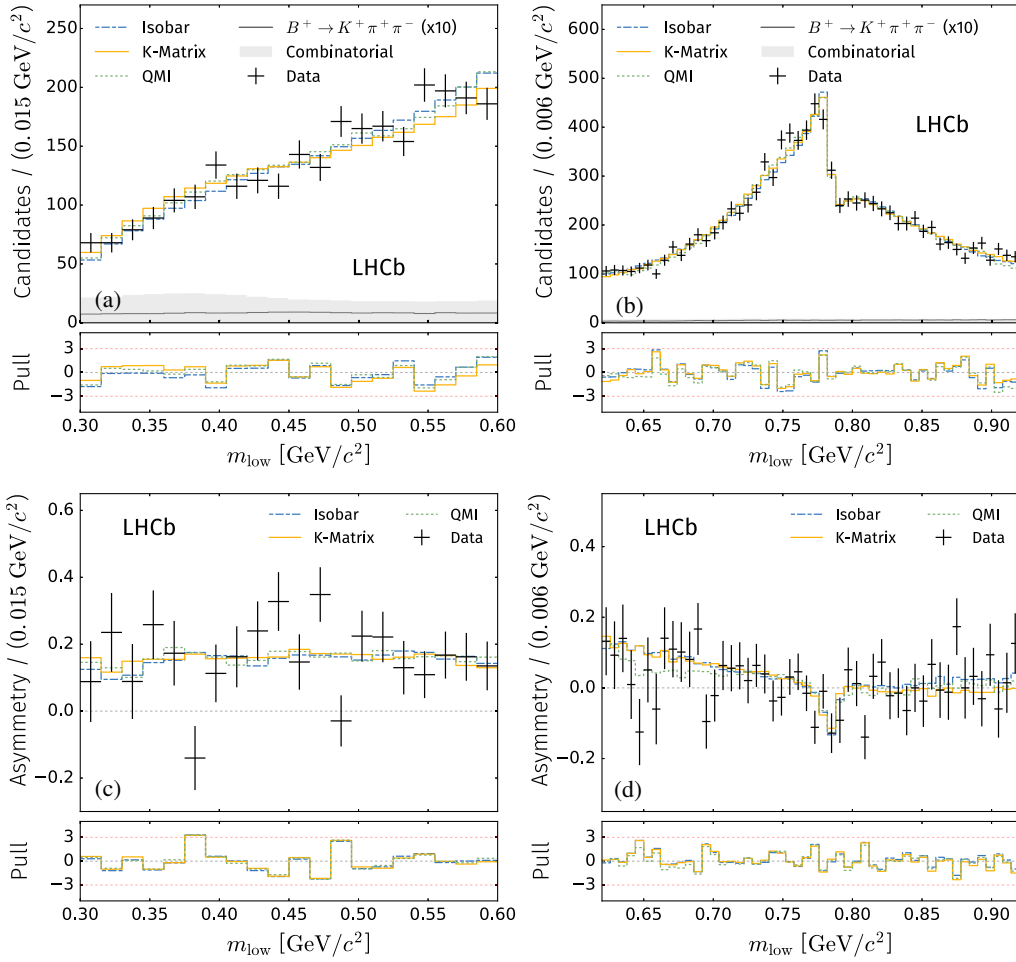 Isobar
K-Matrix
QMI
B⁺ → K⁺π⁺π⁻ (x10)
Combinatorial
Data
LHCb
(a)
Candidates / (0.015 GeV/c²)
250
200
150
100
50
0
Pull
3
0
−3
0.30 0.35 0.40 0.45 0.50 0.55 0.60
m_low [GeV/c²]
Isobar
K-Matrix
QMI
B⁺ → K⁺π⁺π⁻ (x10)
Combinatorial
Data
LHCb
(b)
Candidates / (0.006 GeV/c²)
600
500
400
300
200
100
0
Pull
3
0
−3
0.65 0.70 0.75 0.80 0.85 0.90
m_low [GeV/c²]
LHCb
Isobar
K-Matrix
QMI
Data
(c)
Asymmetry / (0.015 GeV/c²)
0.6
0.4
0.2
0.0
−0.2
Pull
3
0
−3
0.30 0.35 0.40 0.45 0.50 0.55 0.60
m_low [GeV/c²]
LHCb
Isobar
K-Matrix
QMI
Data
(d)
Asymmetry / (0.006 GeV/c²)
0.4
0.2
0.0
−0.2
Pull
3
0
−3
0.65 0.70 0.75 0.80 0.85 0.90
m_low [GeV/c²]